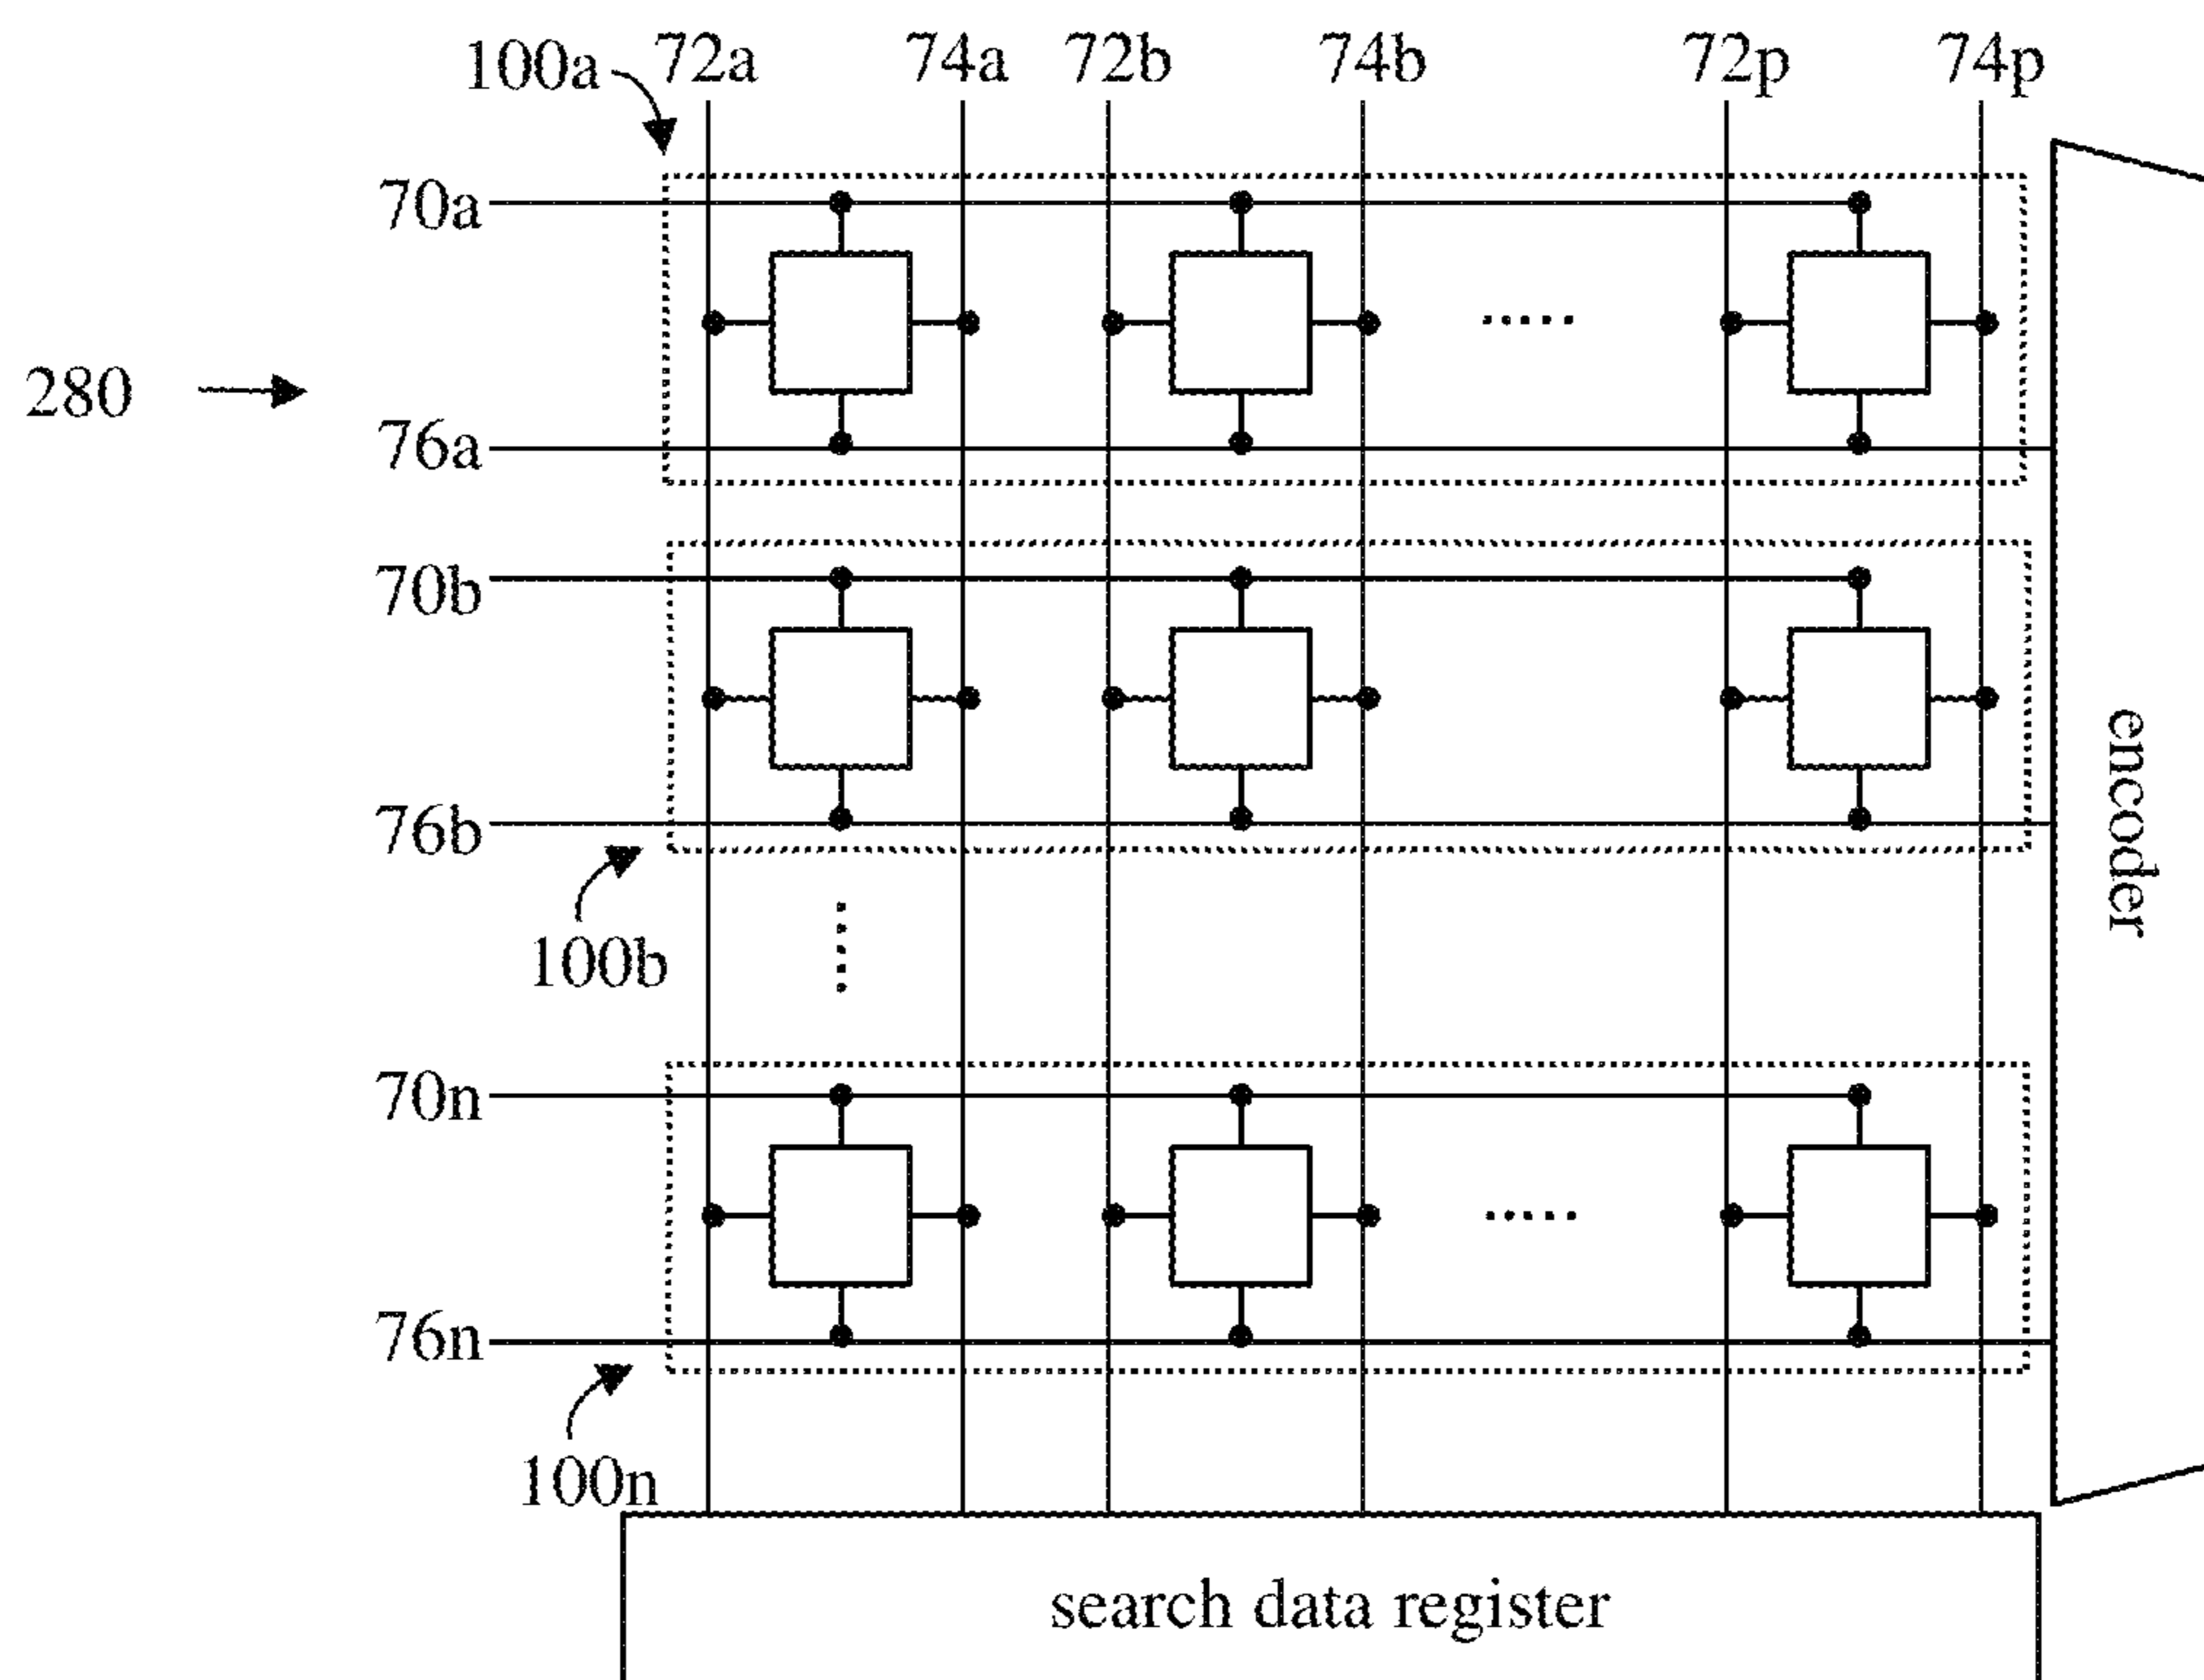 100a 72a 74a 72b 74b 72p 74p
70a
280
76a
70b
76b
100b
encoder
70n
76n
100n
search data register